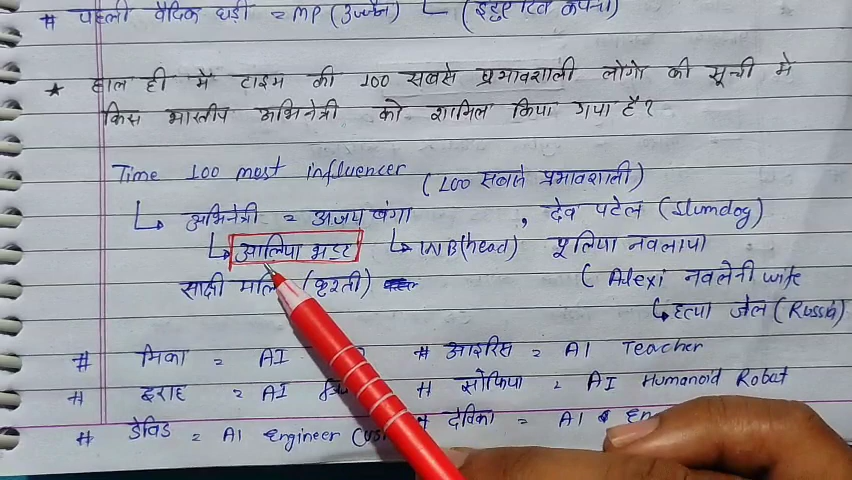 # पहली वैदिक घड़ी = MP (उज्जैन)
* हाल ही में टाइम की 100 सबसे प्रभावशाली लोगो की सूची मे
किस भारतीय अभिनेत्री को शामिल किया गया है?
Time 100 most influencer (100 सबसे प्रभावशाली)
अभिनेत्री = अजय बंगा , देव पटेल (Slumdog)
आलिया भट्ट WB (head) यूलिया नवलाया
साक्षी मलि (कुश्ती) (Alexi नवलेनी wife
हत्या जेल (Russia)
# मिका = AI # आइरिस = AI Teacher
# इराह = AI # सोफिया = AI Humanoid Robot
# डेविड = AI Engineer (US # देविका = AI En